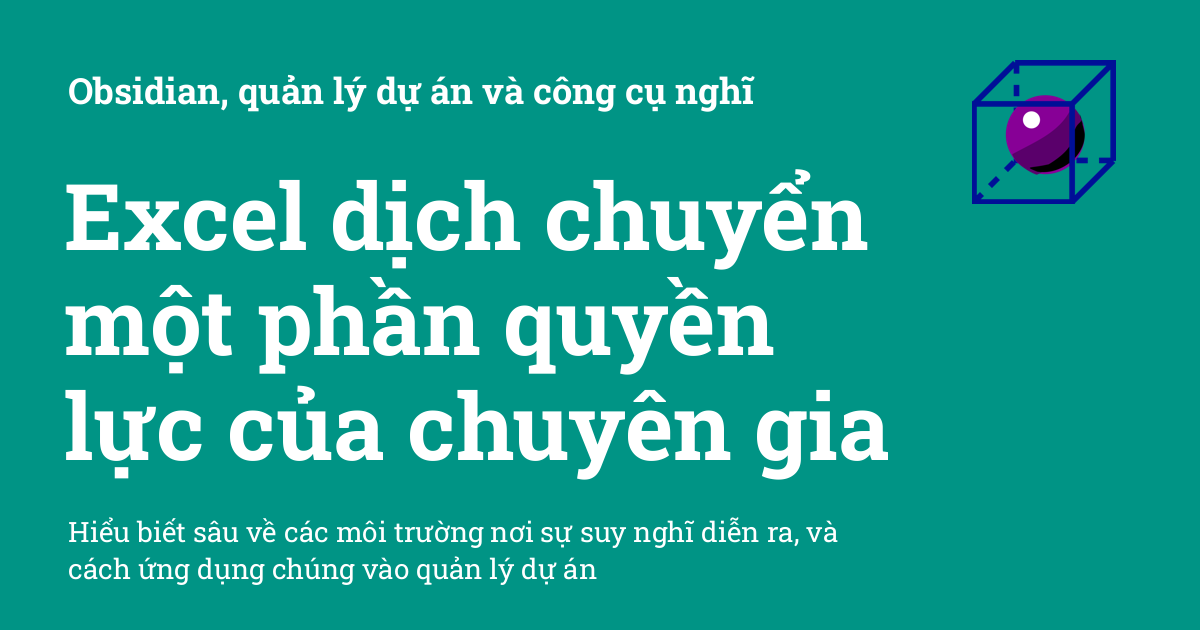 Obsidian, quản lý dự án và công cụ nghĩ
Excel dịch chuyển
một phần quyền
lực của chuyên gia
Hiểu biết sâu về các môi trường nơi sự suy nghĩ diễn ra, và
cách ứng dụng chúng vào quản lý dự án